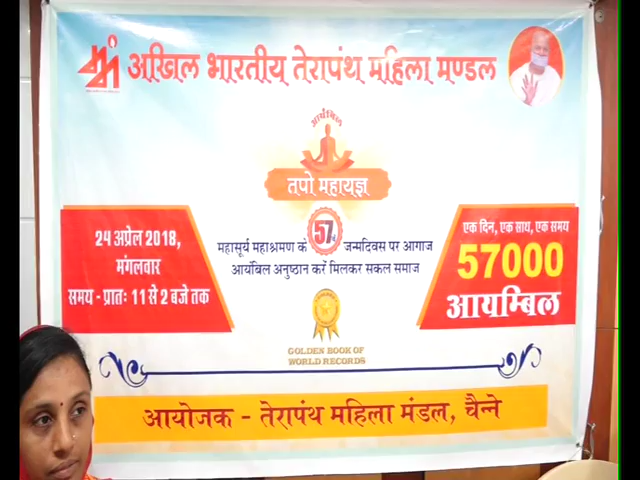 अखिल भारतीय तेरापंथ महिला मण्डल
आयंबिल
तपो महायज्ञ
24 अप्रेल 2018,
मंगलवार
समय - प्रातः 11 से 2 बजे तक
महासूर्य महाश्रमण के 57वें जन्मदिवस पर आगाज
आयंबिल अनुष्ठान करें मिलकर सकल समाज
एक दिन, एक साथ, एक समय
57000
आयम्बिल
GOLDEN BOOK OF
WORLD RECORDS
आयोजक - तेरापंथ महिला मंडल, चैन्ने